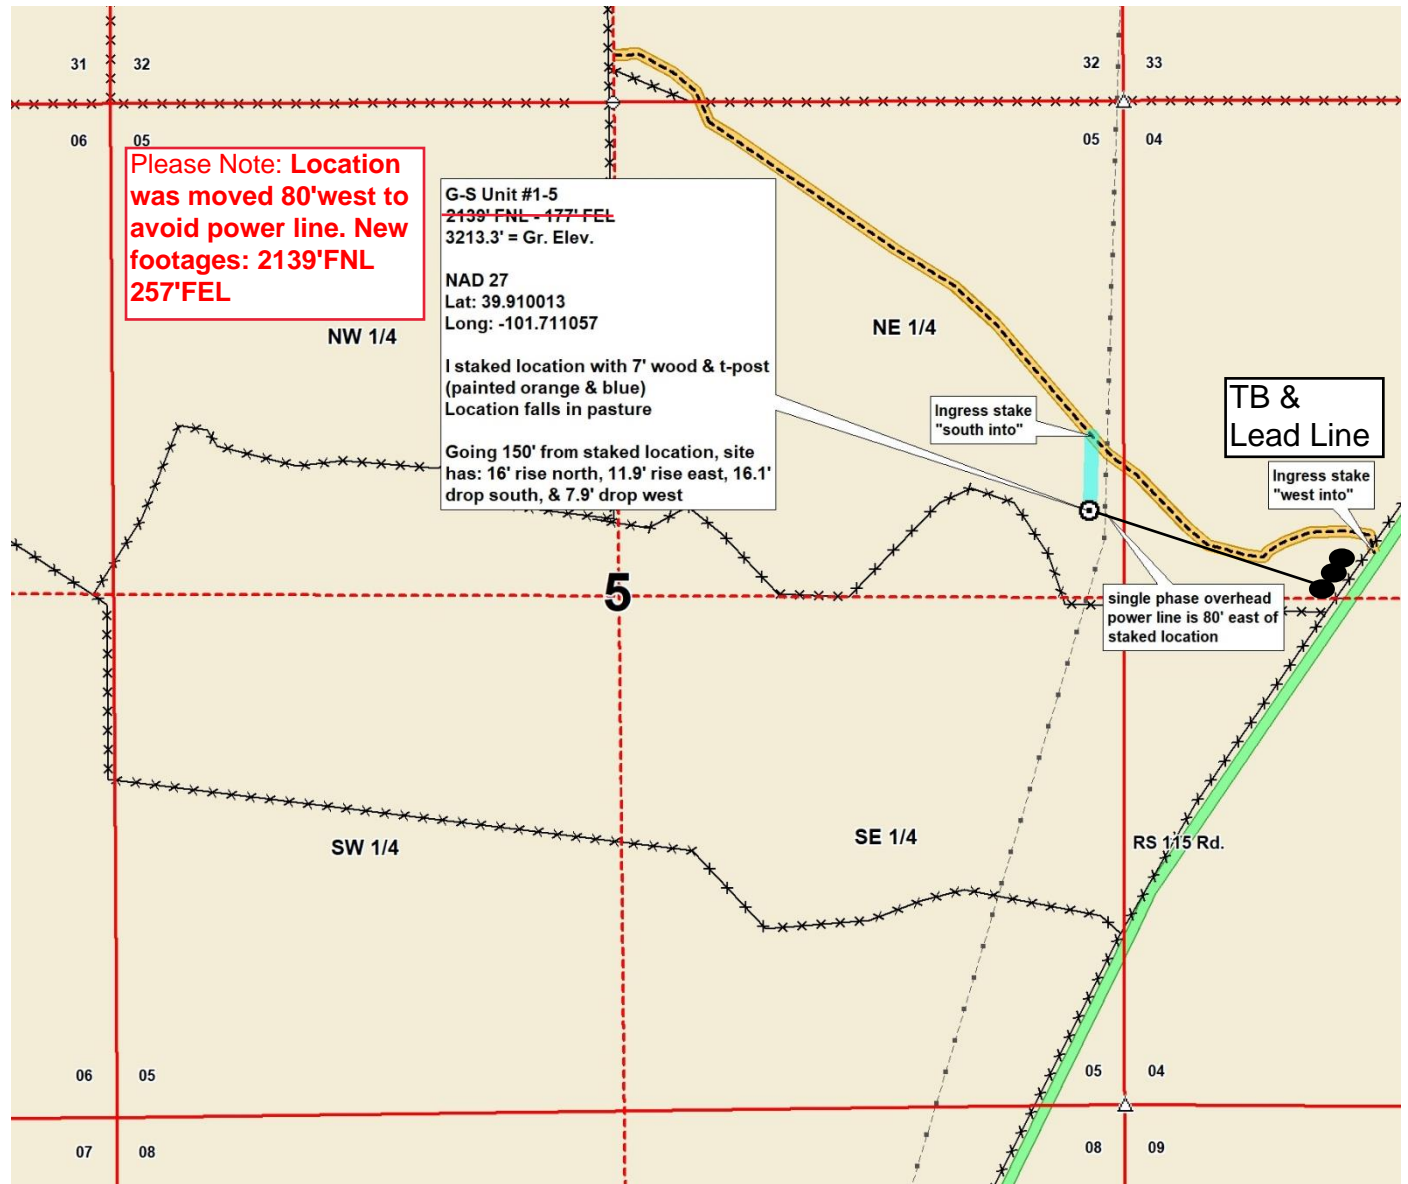 31
32
32
33
06
05
05
04
Please Note: Location
was moved 80'west to
avoid power line. New
footages: 2139'FNL
257'FEL
G-S Unit #1-5
2139' FNL - 177' FEL
3213.3' = Gr. Elev.
NAD 27
Lat: 39.910013
Long: -101.711057
I staked location with 7' wood & t-post
(painted orange & blue)
Location falls in pasture
Going 150' from staked location, site
has: 16' rise north, 11.9' rise east, 16.1'
drop south, & 7.9' drop west
NW 1/4
NE 1/4
Ingress stake
"south into"
TB &
Lead Line
Ingress stake
"west into"
5
single phase overhead
power line is 80' east of
staked location
SW 1/4
SE 1/4
RS 115 Rd.
06
05
05
04
07
08
08
09